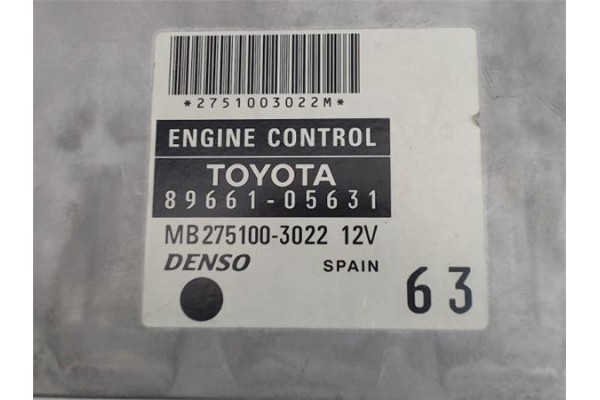 *2751003022M*
ENGINE CONTROL
TOYOTA
89661-05631
MB275100-3022 12V
DENSO SPAIN
63